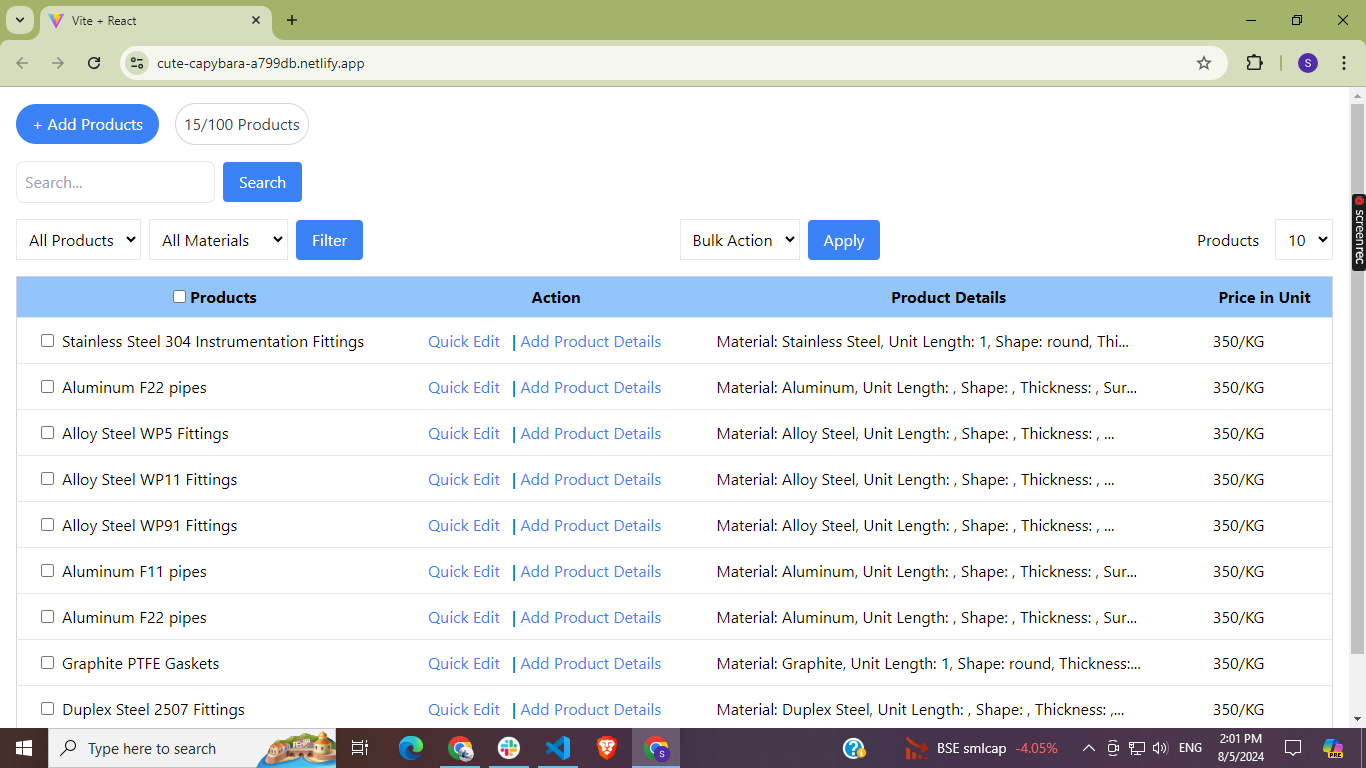 Vite + React
cute-capybara-a799db.netlify.app
S
+ Add Products 15/100 Products
Search... Search
All Products All Materials Filter Bulk Action Apply Products 10
screenrec
Products Action Product Details Price in Unit
Stainless Steel 304 Instrumentation Fittings Quick Edit | Add Product Details Material: Stainless Steel, Unit Length: 1, Shape: round, Thi... 350/KG
Aluminum F22 pipes Quick Edit | Add Product Details Material: Aluminum, Unit Length: , Shape: , Thickness: , Sur... 350/KG
Alloy Steel WP5 Fittings Quick Edit | Add Product Details Material: Alloy Steel, Unit Length: , Shape: , Thickness: , ... 350/KG
Alloy Steel WP11 Fittings Quick Edit | Add Product Details Material: Alloy Steel, Unit Length: , Shape: , Thickness: , ... 350/KG
Alloy Steel WP91 Fittings Quick Edit | Add Product Details Material: Alloy Steel, Unit Length: , Shape: , Thickness: , ... 350/KG
Aluminum F11 pipes Quick Edit | Add Product Details Material: Aluminum, Unit Length: , Shape: , Thickness: , Sur... 350/KG
Aluminum F22 pipes Quick Edit | Add Product Details Material: Aluminum, Unit Length: , Shape: , Thickness: , Sur... 350/KG
Graphite PTFE Gaskets Quick Edit | Add Product Details Material: Graphite, Unit Length: 1, Shape: round, Thickness:... 350/KG
Duplex Steel 2507 Fittings Quick Edit | Add Product Details Material: Duplex Steel, Unit Length: , Shape: , Thickness: ,... 350/KG
Type here to search BSE smlcap -4.05% ENG 2:01 PM
8/5/2024
PRE